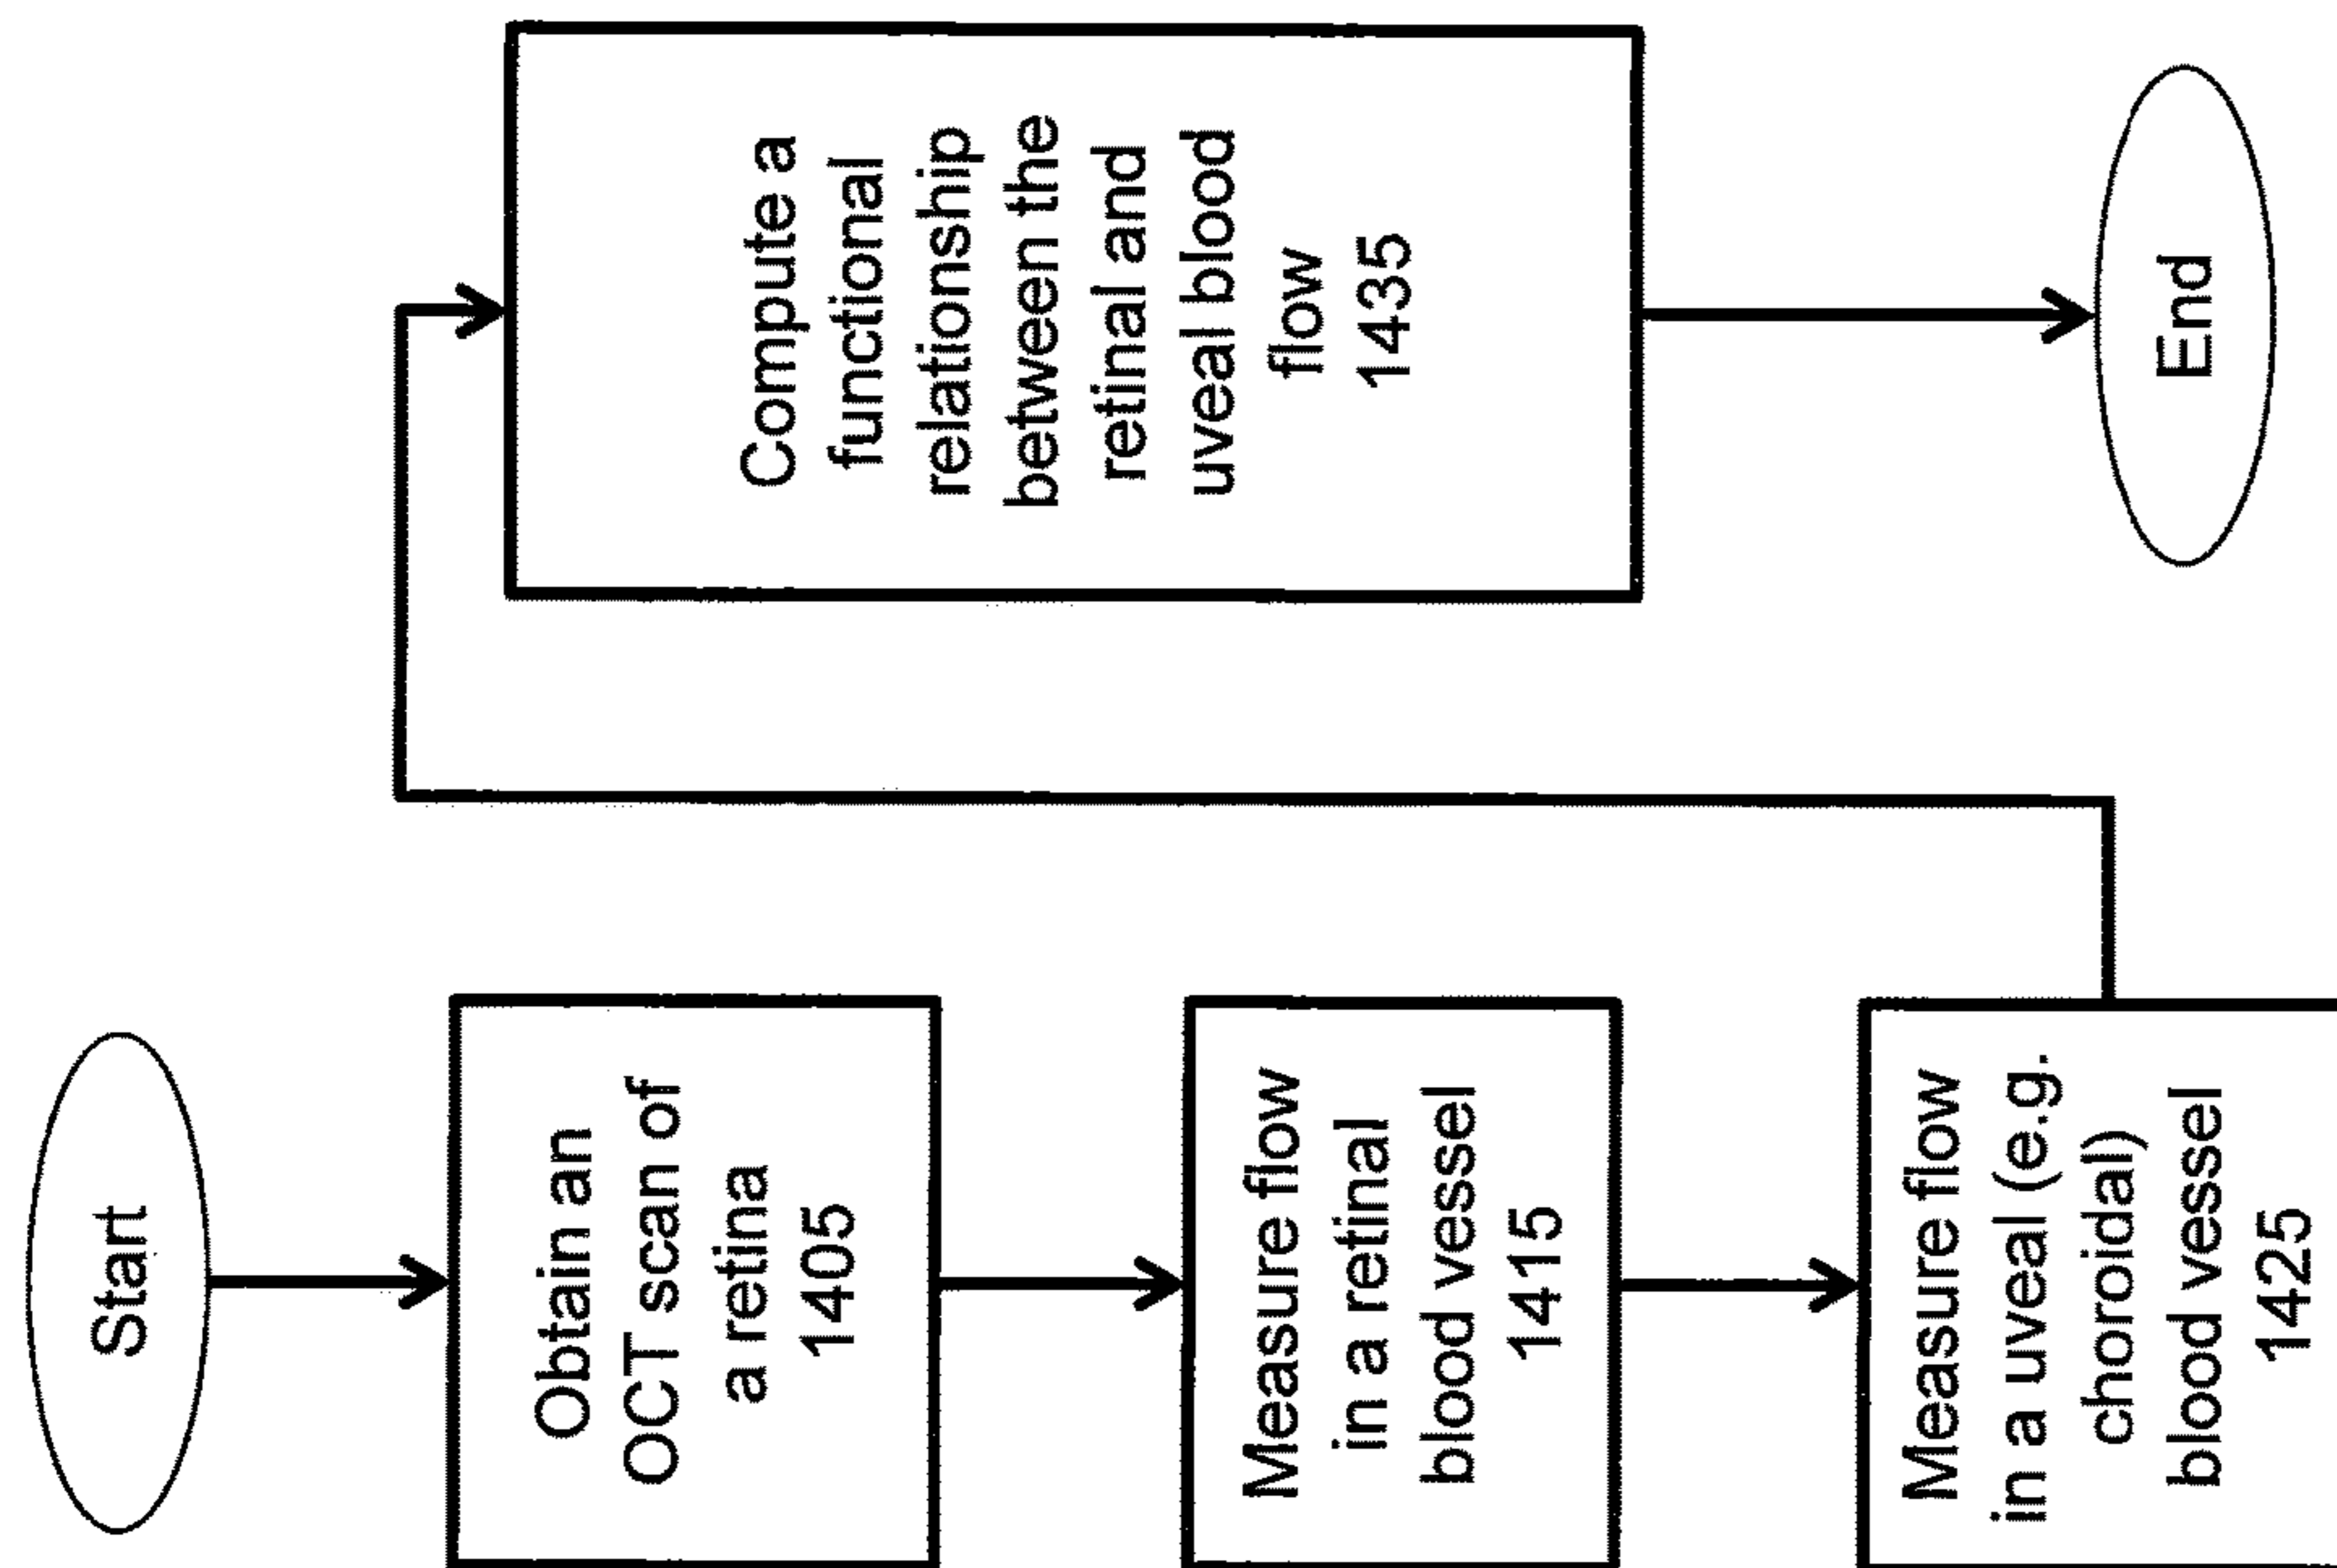 Start
Obtain an
OCT scan of
a retina
1405
Measure flow
in a retinal
blood vessel
1415
Measure flow
in a uveal (e.g.
choroidal)
blood vessel
1425
Compute a
functional
relationship
between the
retinal and
uveal blood
flow
1435
End